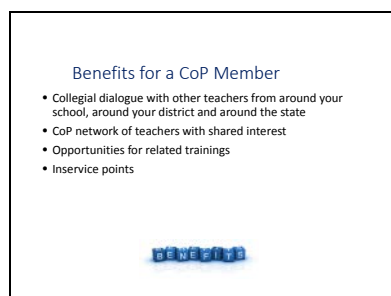 Benefits for a CoP Member
• Collegial dialogue with other teachers from around your
school, around your district and around the state
• CoP network of teachers with shared interest
• Opportunities for related trainings
• Inservice points
BENEFITS